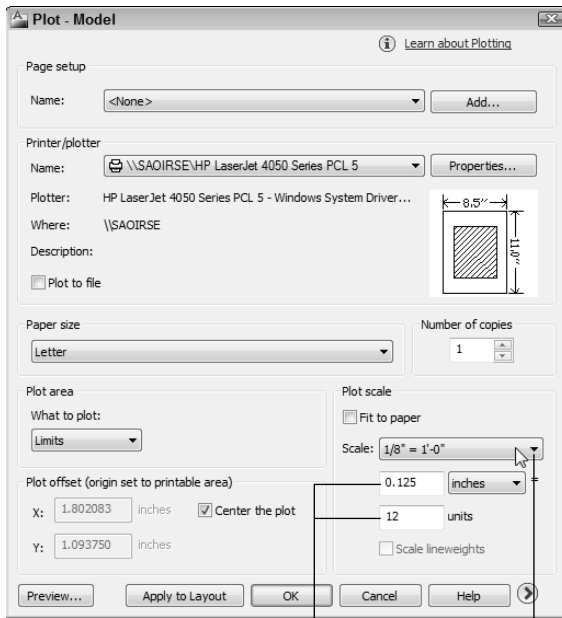 Plot - Model
Learn about Plotting
Page setup
Name: <None> Add...
Printer/plotter
Name: \\SAOIRSE\HP LaserJet 4050 Series PCL 5 Properties...
Plotter: HP LaserJet 4050 Series PCL 5 - Windows System Driver...
Where: \\SAOIRSE
Description:
Plot to file
8.5''
11.0''
Paper size
Letter
Number of copies
1
Plot area
What to plot:
Limits
Plot scale
Fit to paper
Scale: 1/8" = 1'-0"
0.125 inches =
12 units
Scale lineweights
Plot offset (origin set to printable area)
X: 1.802083 inches Center the plot
Y: 1.093750 inches
Preview... Apply to Layout OK Cancel Help